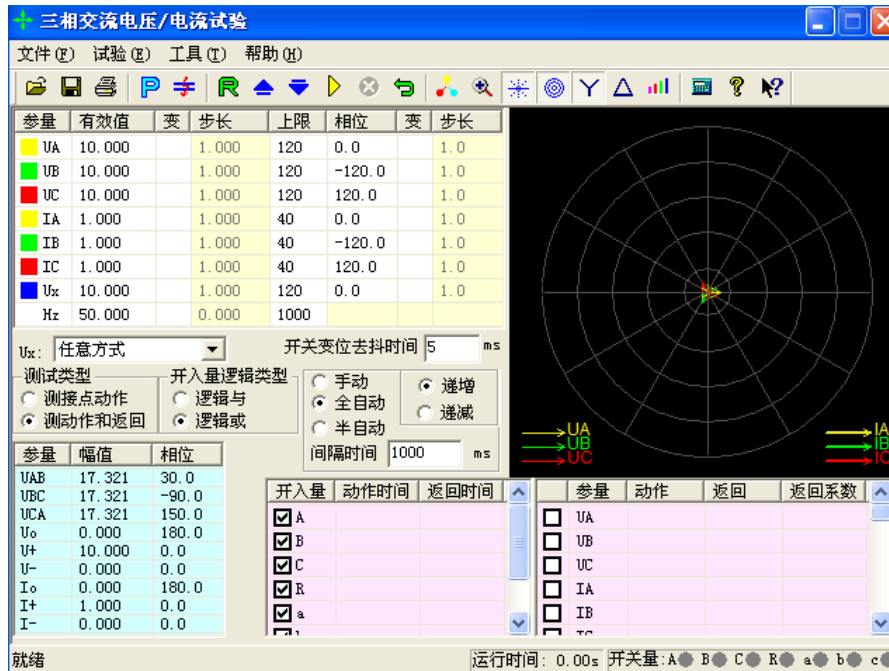 三相交流电压/电流试验
文件(F) 试验(E) 工具(T) 帮助(H)
参量 有效值 变 步长 上限 相位 变 步长
UA 10.000 1.000 120 0.0 1.0
UB 10.000 1.000 120 -120.0 1.0
UC 10.000 1.000 120 120.0 1.0
IA 1.000 1.000 40 0.0 1.0
IB 1.000 1.000 40 -120.0 1.0
IC 1.000 1.000 40 120.0 1.0
Ux 10.000 1.000 120 0.0 1.0
Hz 50.000 0.000 1000
Ux: 任意方式 开关变位去抖时间 5 ms
测试类型
测接点动作
测动作和返回
开入量逻辑类型
逻辑与
逻辑或
手动
全自动
半自动
递增
递减
间隔时间 1000 ms
UA
UB
UC
IA
IB
IC
参量 幅值 相位
UAB 17.321 30.0
UBC 17.321 -90.0
UCA 17.321 150.0
Uo 0.000 180.0
U+ 10.000 0.0
U- 0.000 0.0
Io 0.000 180.0
I+ 1.000 0.0
I- 0.000 0.0
开入量 动作时间 返回时间
A
B
C
R
a
参量 动作 返回 返回系数
UA
UB
UC
IA
IB
就绪 运行时间: 0.00s 开关量: A B C R a b c